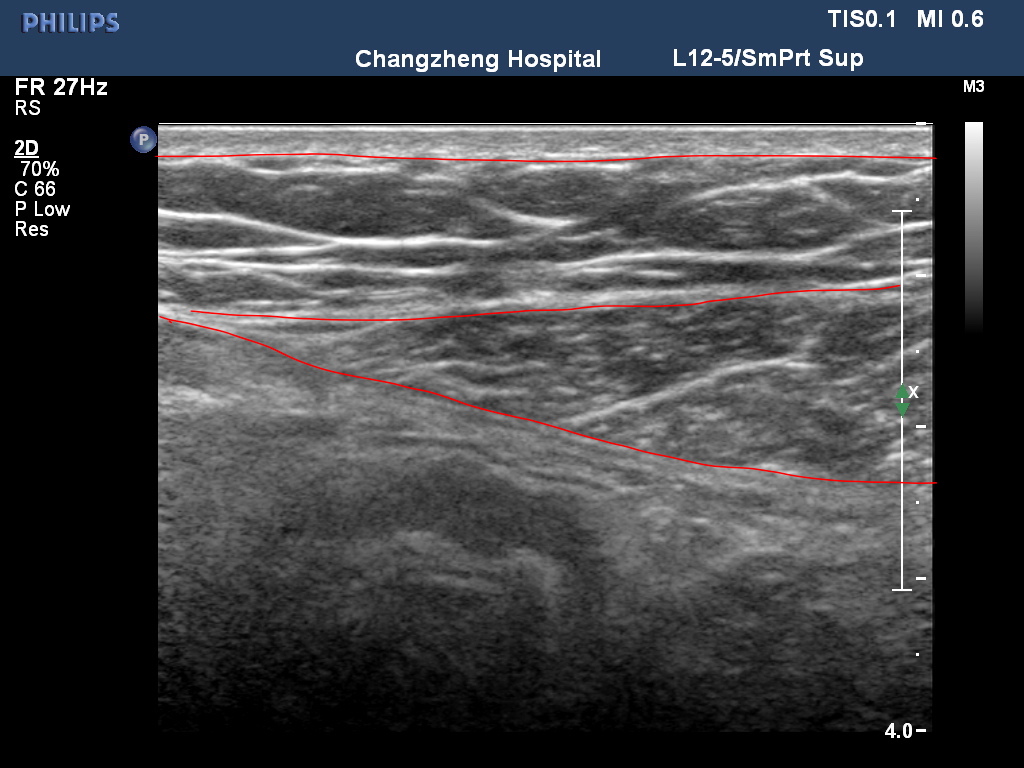 PHILIPS
TIS0.1 MI 0.6
Changzheng Hospital L12-5/SmPrt Sup
FR 27Hz
RS
M3
P
2D
70%
C 66
P Low
Res
X
4.0